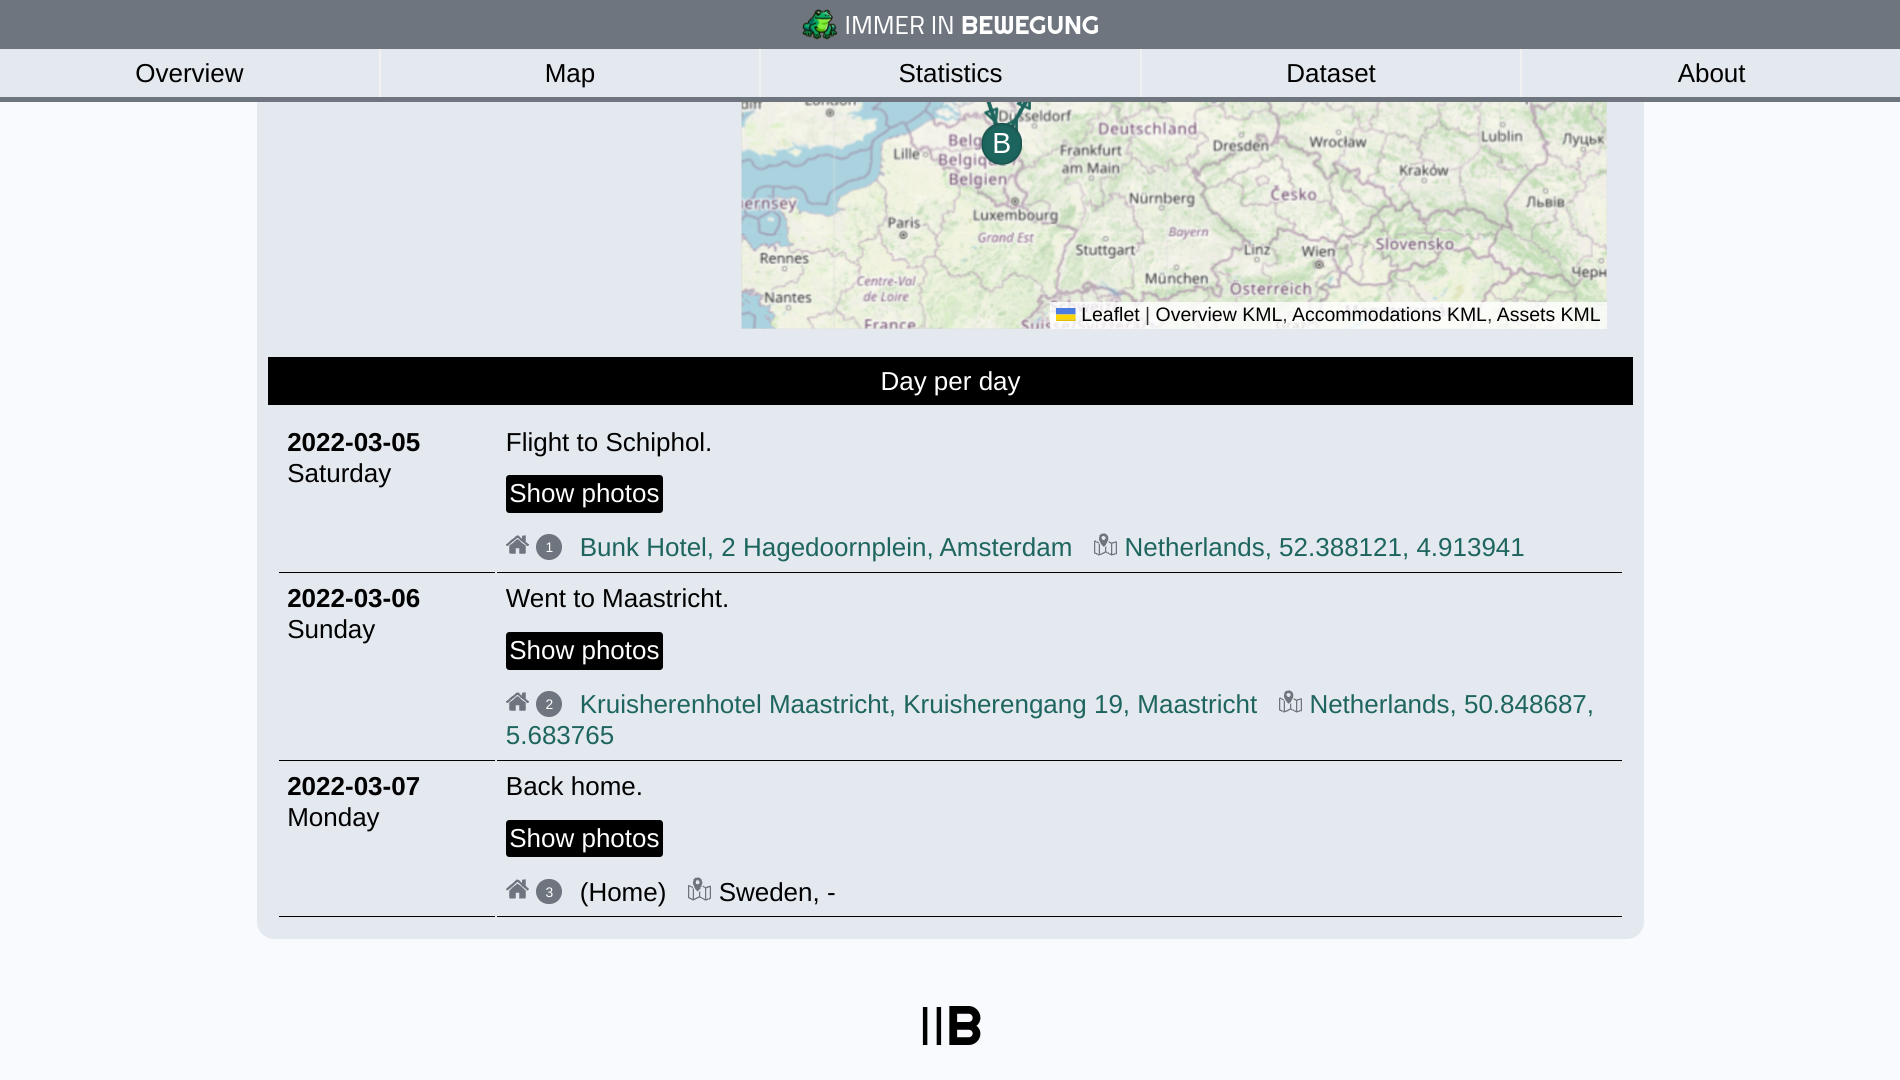 IMMER IN BEWEGUNG
Overview
Map
Statistics
Dataset
About
London
Düsseldorf
Deutschland
Lublin
Луцьк
Dresden
Wrocław
Lille
Frankfurt
am Main
Belgien
Kraków
Česko
Nürnberg
Львів
Luxembourg
Paris
Grand Est
Bayern
Stuttgart
Linz
Wien
Slovensko
Rennes
München
Centre-Val
de Loire
Österreich
Nantes
France
B
Leaflet | Overview KML, Accommodations KML, Assets KML
Day per day
2022-03-05
Saturday
Flight to Schiphol.
Show photos
1 Bunk Hotel, 2 Hagedoornplein, Amsterdam Netherlands, 52.388121, 4.913941
2022-03-06
Sunday
Went to Maastricht.
Show photos
2 Kruisherenhotel Maastricht, Kruisherengang 19, Maastricht Netherlands, 50.848687,
5.683765
2022-03-07
Monday
Back home.
Show photos
3 (Home) Sweden, -
IIB